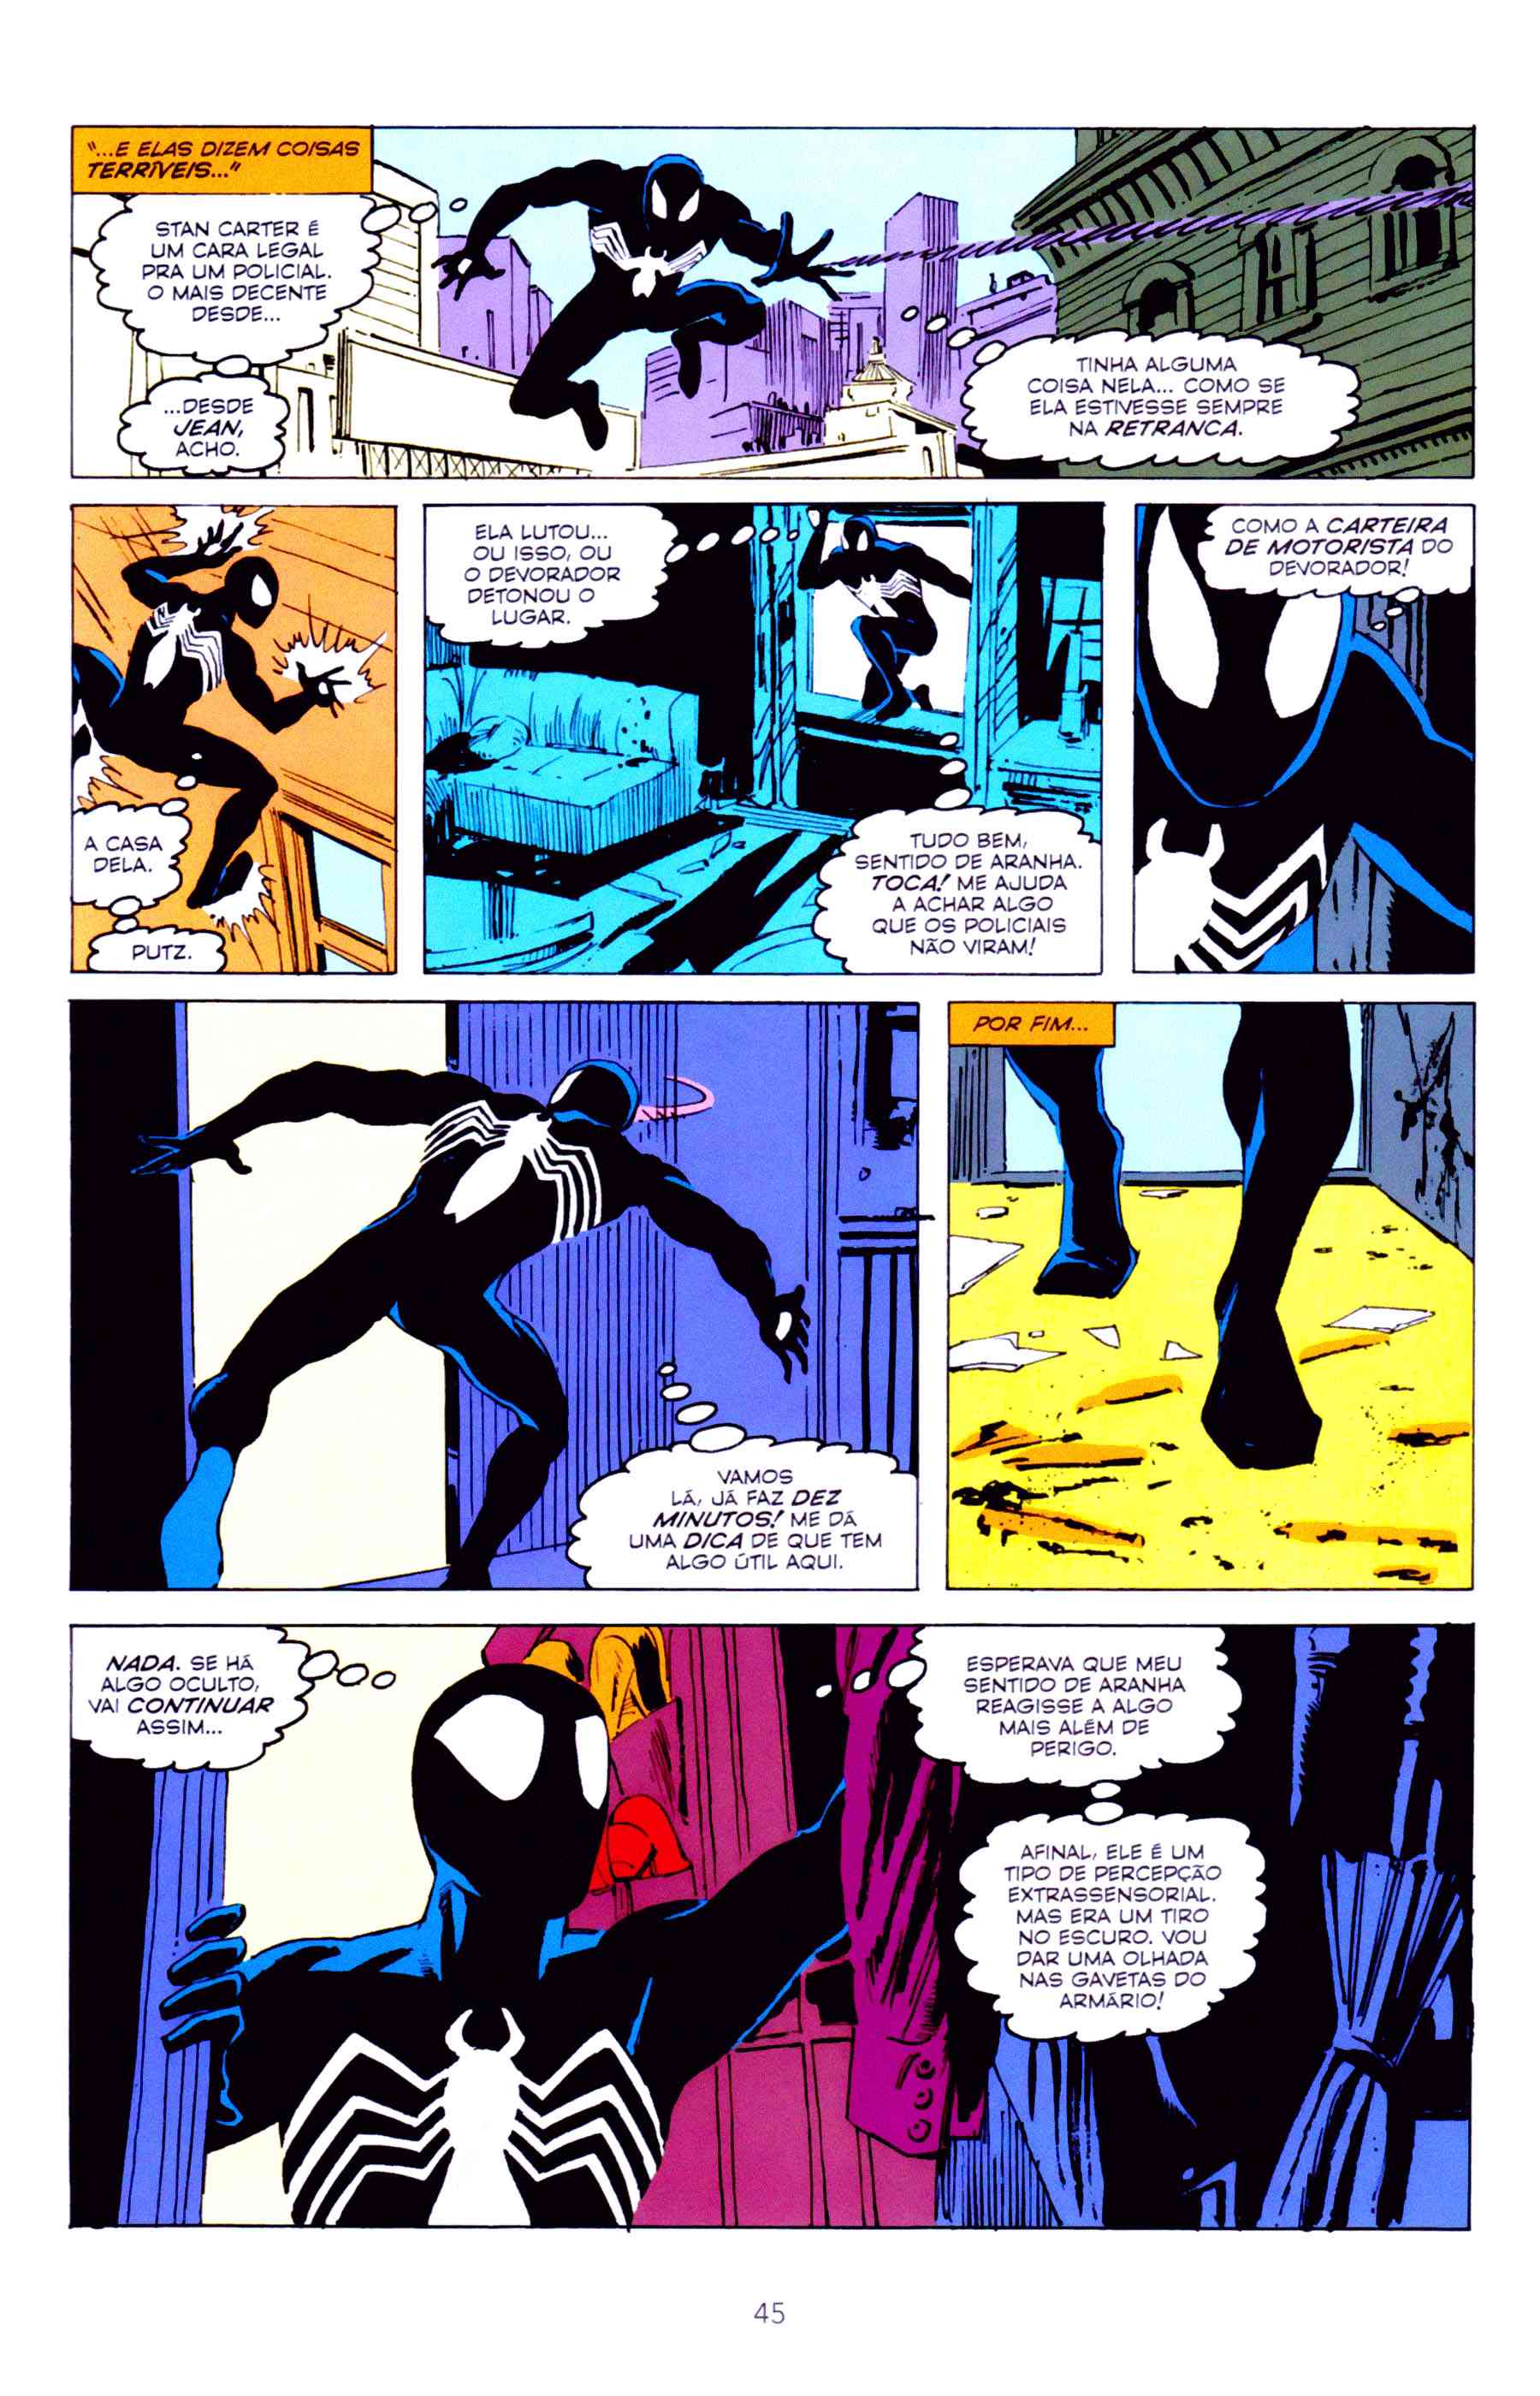 "...E ELAS DIZEM COISAS
TERRÍVEIS..."
STAN CARTER É
UM CARA LEGAL
PRA UM POLICIAL.
O MAIS DECENTE
DESDE...
...DESDE
JEAN,
ACHO.
TINHA ALGUMA
COISA NELA... COMO SE
ELA ESTIVESSE SEMPRE
NA RETRANCA.
A CASA
DELA.
PUTZ.
ELA LUTOU...
OU ISSO, OU
O DEVORADOR
DETONOU O
LUGAR.
TUDO BEM,
SENTIDO DE ARANHA.
TOCA! ME AJUDA
A ACHAR ALGO
QUE OS POLICIAIS
NÃO VIRAM!
COMO A CARTEIRA
DE MOTORISTA DO
DEVORADOR!
VAMOS
LÁ, JÁ FAZ DEZ
MINUTOS! ME DÁ
UMA DICA DE QUE TEM
ALGO ÚTIL AQUI.
POR FIM...
NADA. SE HÁ
ALGO OCULTO,
VAI CONTINUAR
ASSIM...
ESPERAVA QUE MEU
SENTIDO DE ARANHA
REAGISSE A ALGO
MAIS ALÉM DE
PERIGO.
AFINAL, ELE É UM
TIPO DE PERCEPÇÃO
EXTRASSENSORIAL.
MAS ERA UM TIRO
NO ESCURO. VOU
DAR UMA OLHADA
NAS GAVETAS DO
ARMÁRIO!
45